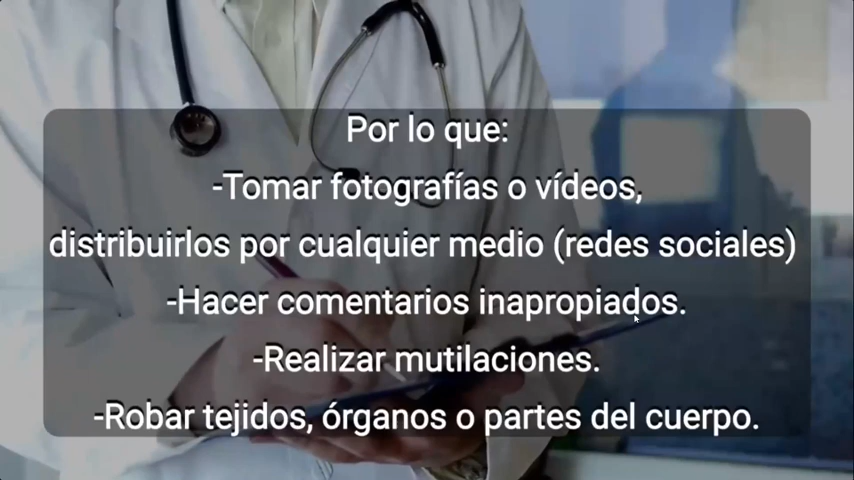 Por lo que:
-Tomar fotografías o vídeos,
distribuirlos por cualquier medio (redes sociales)
-Hacer comentarios inapropiados.
-Realizar mutilaciones.
-Robar tejidos, órganos o partes del cuerpo.